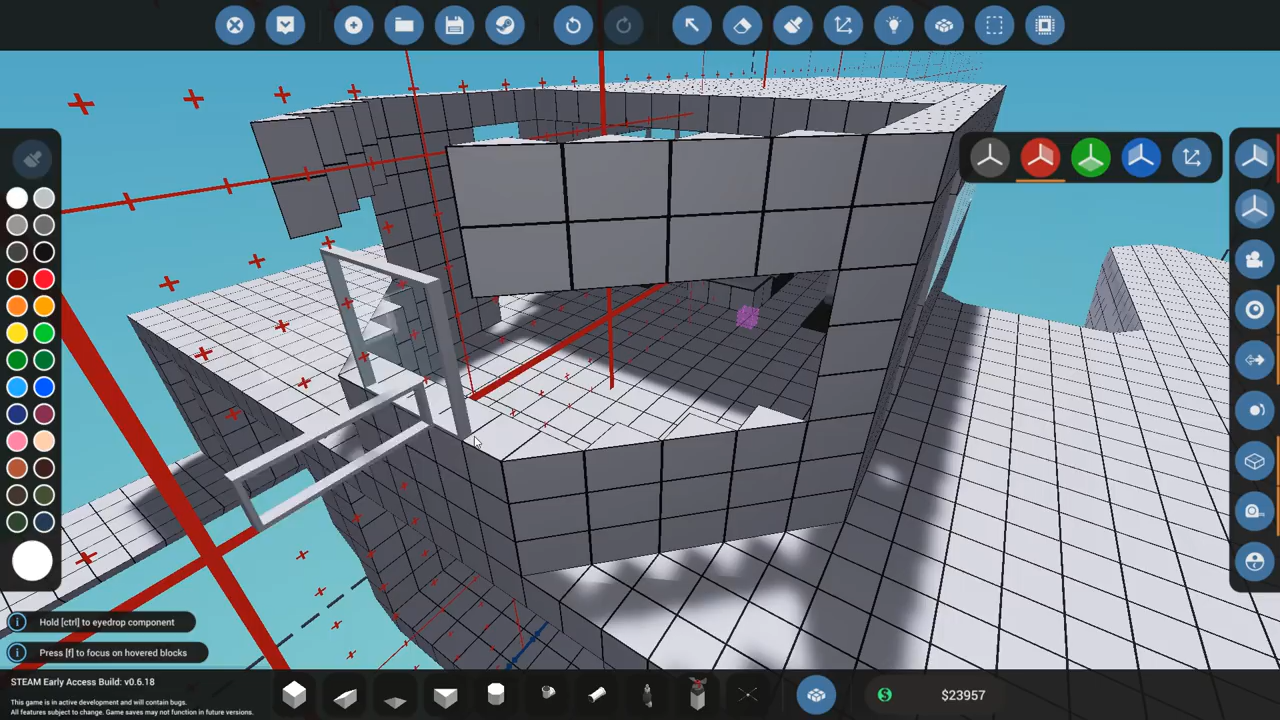 Hold [ctrl] to eyedrop component
Press [f] to focus on hovered blocks
STEAM Early Access Build: v0.6.18
This game is in active development and will contain bugs.
All features subject to change. Game saves may not function in future versions.
$23957